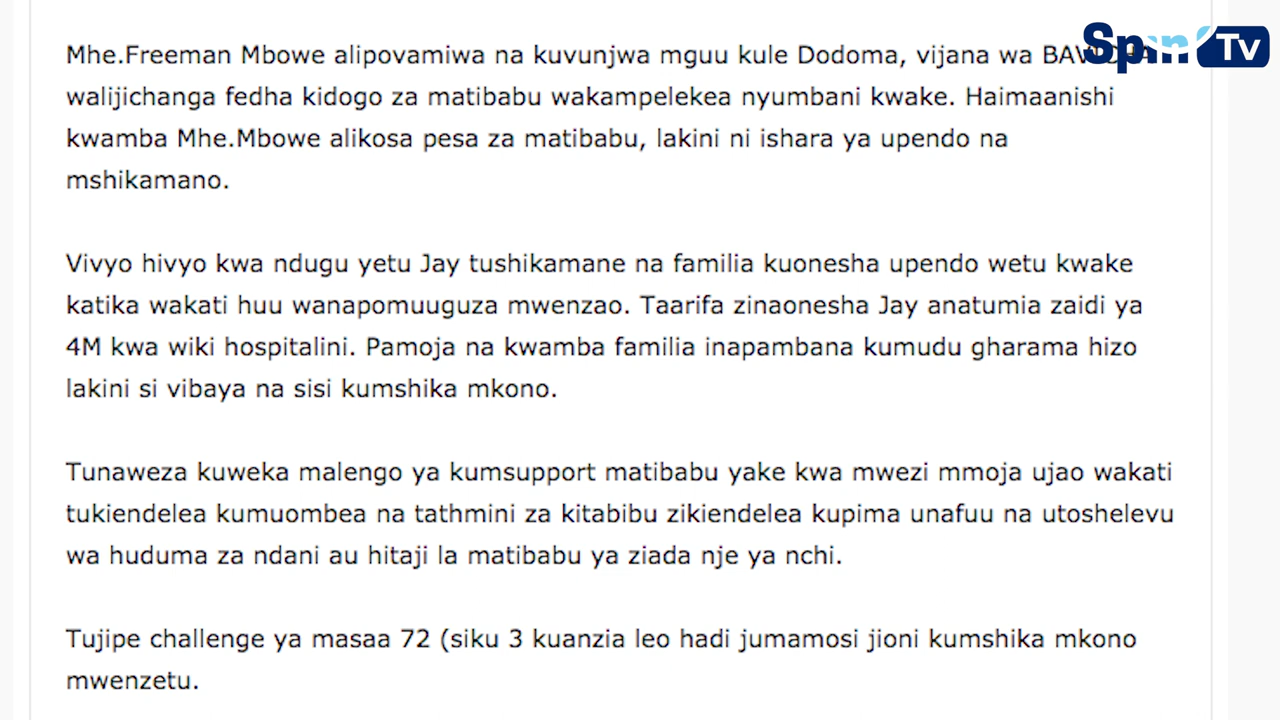 Mhe.Freeman Mbowe alipovamiwa na kuvunjwa mguu kule Dodoma, vijana wa
walijichanga fedha kidogo za matibabu wakampelekea nyumbani kwake. Haimaanishi
kwamba Mhe.Mbowe alikosa pesa za matibabu, lakini ni ishara ya upendo na
mshikamano.
Vivyo hivyo kwa ndugu yetu Jay tushikamane na familia kuonesha upendo wetu kwake
katika wakati huu wanapomuuguza mwenzao. Taarifa zinaonesha Jay anatumia zaidi ya
4M kwa wiki hospitalini. Pamoja na kwamba familia inapambana kumudu gharama hizo
lakini si vibaya na sisi kumshika mkono.
Tunaweza kuweka malengo ya kumsupport matibabu yake kwa mwezi mmoja ujao wakati
tukiendelea kumuombea na tathmini za kitabibu zikiendelea kupima unafuu na utoshelevu
wa huduma za ndani au hitaji la matibabu ya ziada nje ya nchi.
Tujipe challenge ya masaa 72 (siku 3 kuanzia leo hadi jumamosi jioni kumshika mkono
mwenzetu.
Spin Tv